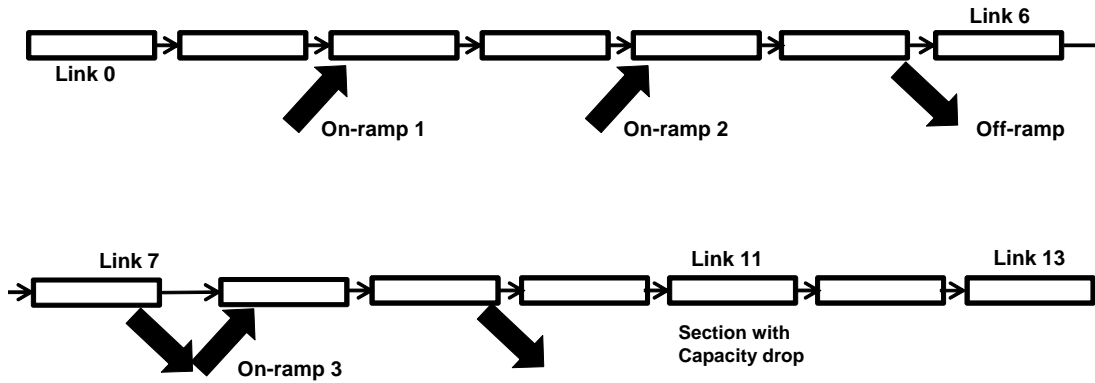 Link 6
Link 0
On-ramp 1
On-ramp 2
Off-ramp
Link 7
Link 11
Link 13
Section with
Capacity drop
On-ramp 3